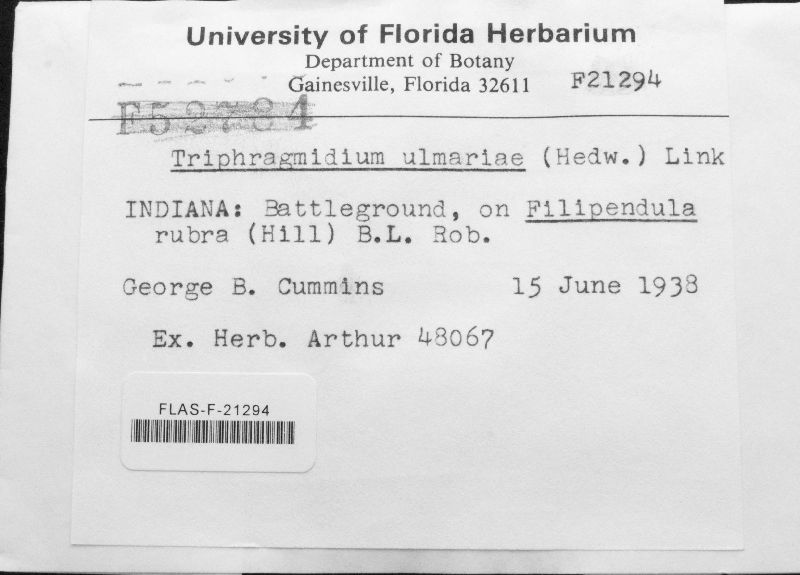 University of Florida Herbarium
Department of Botany
Gainesville, Florida 32611
F21294
F52784
Triphragmidium ulmariae (Hedw.) Link
INDIANA: Battleground, on Filipendula
rubra (Hill) B.L. Rob.
George B. Cummins 15 June 1938
Ex. Herb. Arthur 48067
FLAS-F-21294